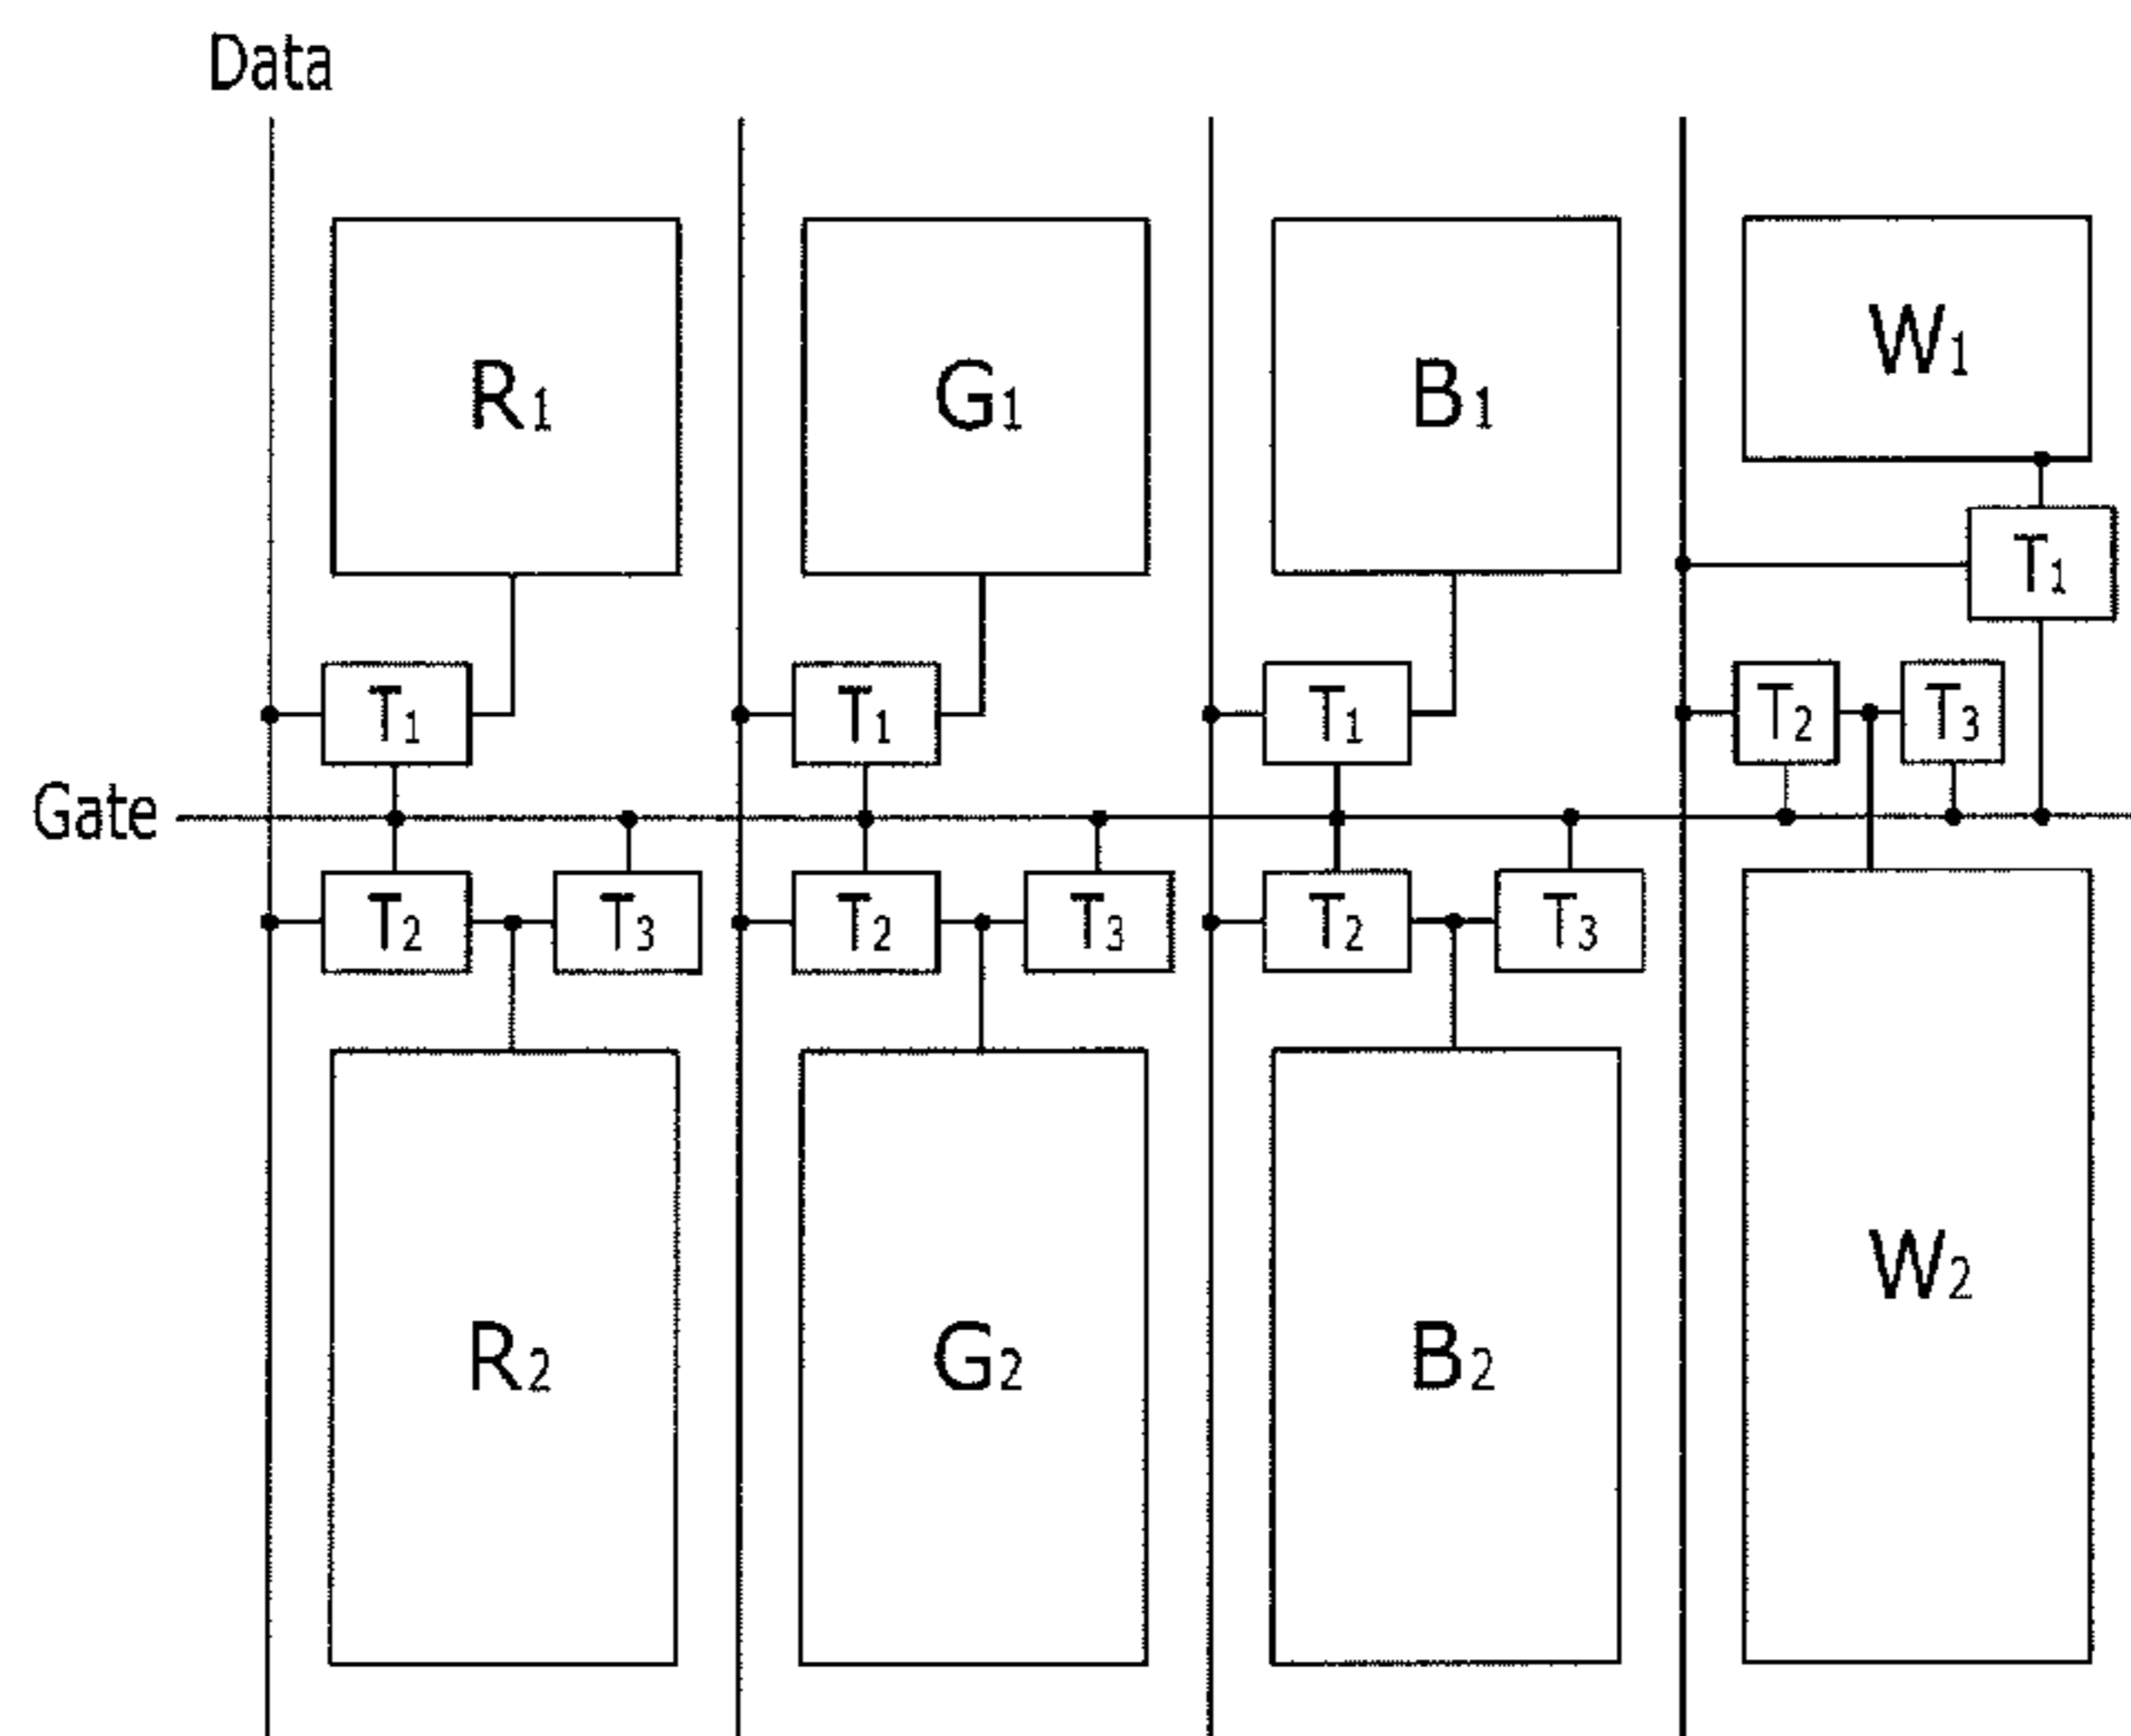 Data
R1 G1 B1 W1
T1
T1 T1 T1 T2 T3
Gate
T2 T3 T2 T3 T2 T3
W2
R2 G2 B2